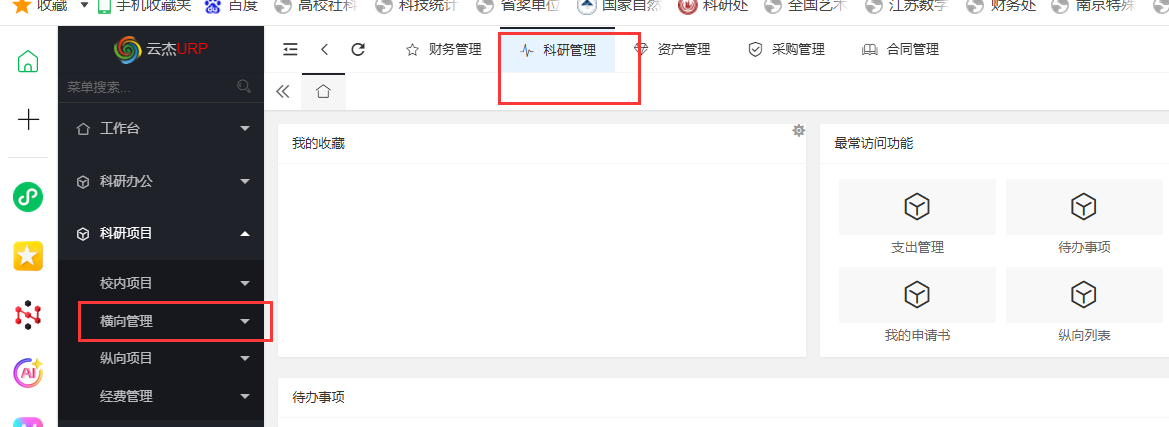 收藏 手机收藏夹 百度 高校社科 科技统计 省奖单位 国家自然 科研处 全国艺术 江苏数字 财务处 南京特殊
云杰URP
财务管理 科研管理 资产管理 采购管理 合同管理
菜单搜索...
工作台
科研办公
科研项目
校内项目
横向管理
纵向项目
经费管理
我的收藏
最常访问功能
支出管理 待办事项
我的申请书 纵向列表
待办事项
AI